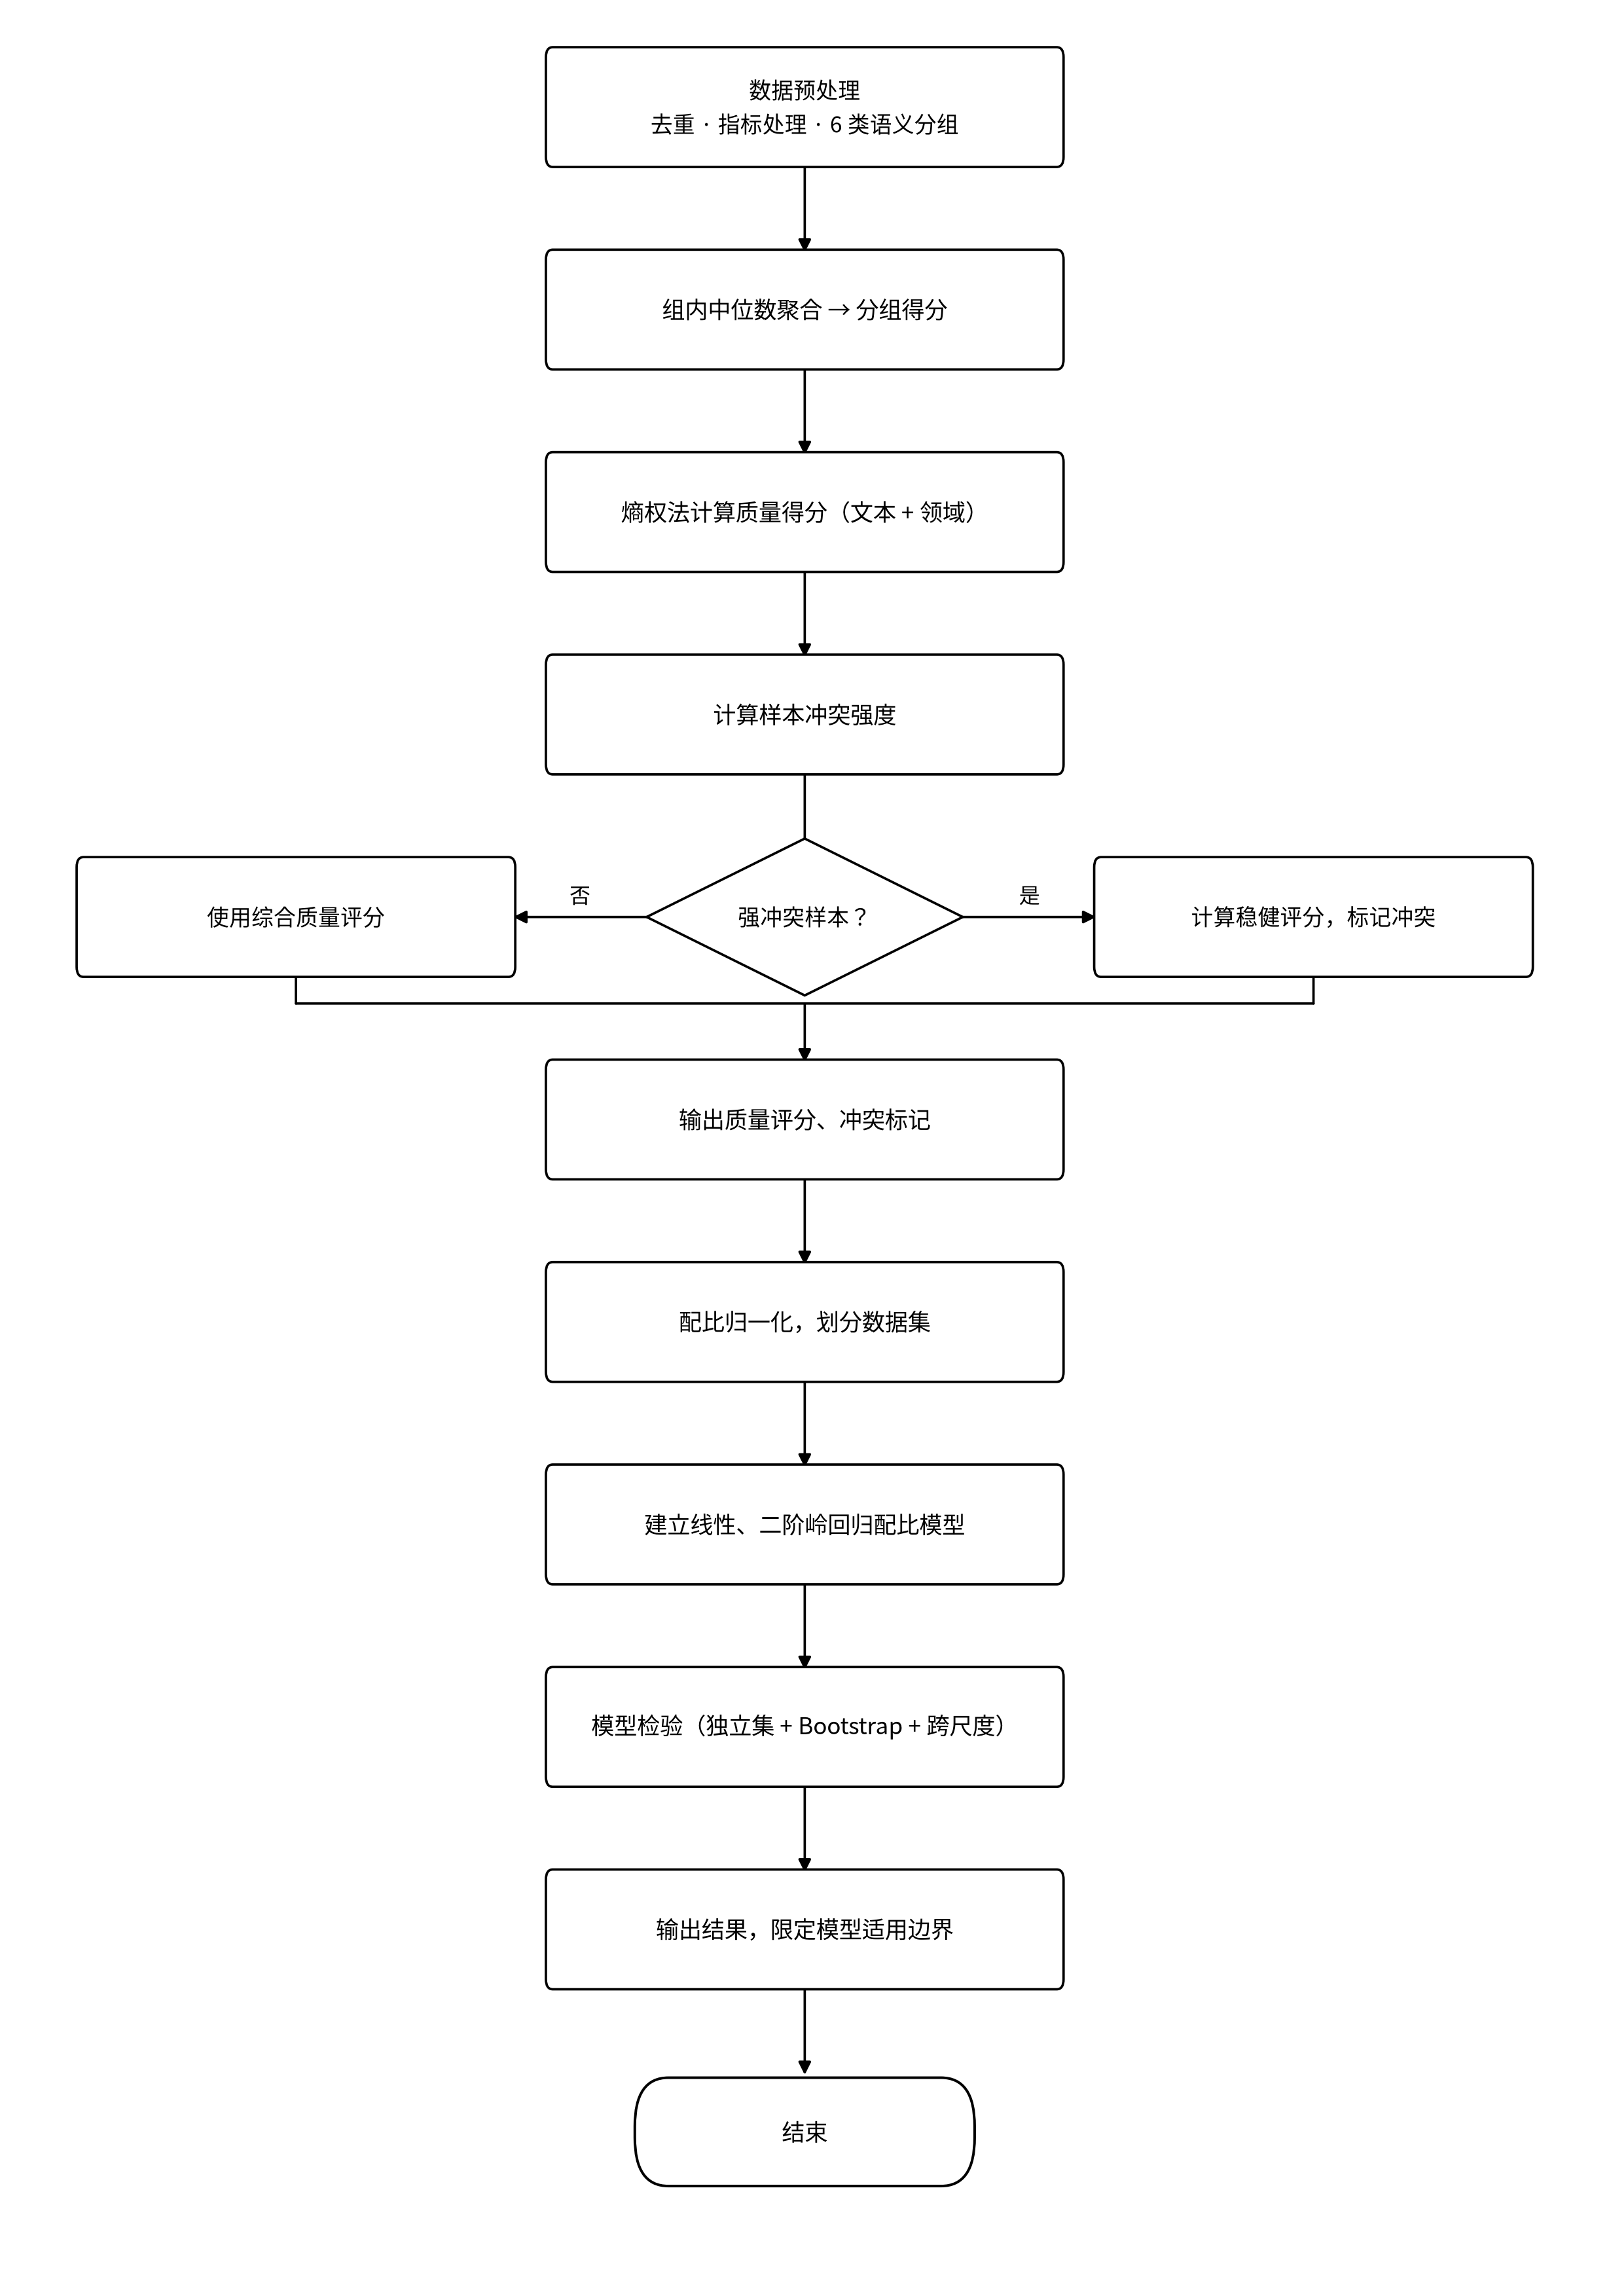 数据预处理
去重 · 指标处理 · 6 类语义分组
组内中位数聚合 → 分组得分
熵权法计算质量得分（文本 + 领域）
计算样本冲突强度
使用综合质量评分
否
强冲突样本？
是
计算稳健评分，标记冲突
输出质量评分、冲突标记
配比归一化，划分数据集
建立线性、二阶岭回归配比模型
模型检验（独立集 + Bootstrap + 跨尺度）
输出结果，限定模型适用边界
结束